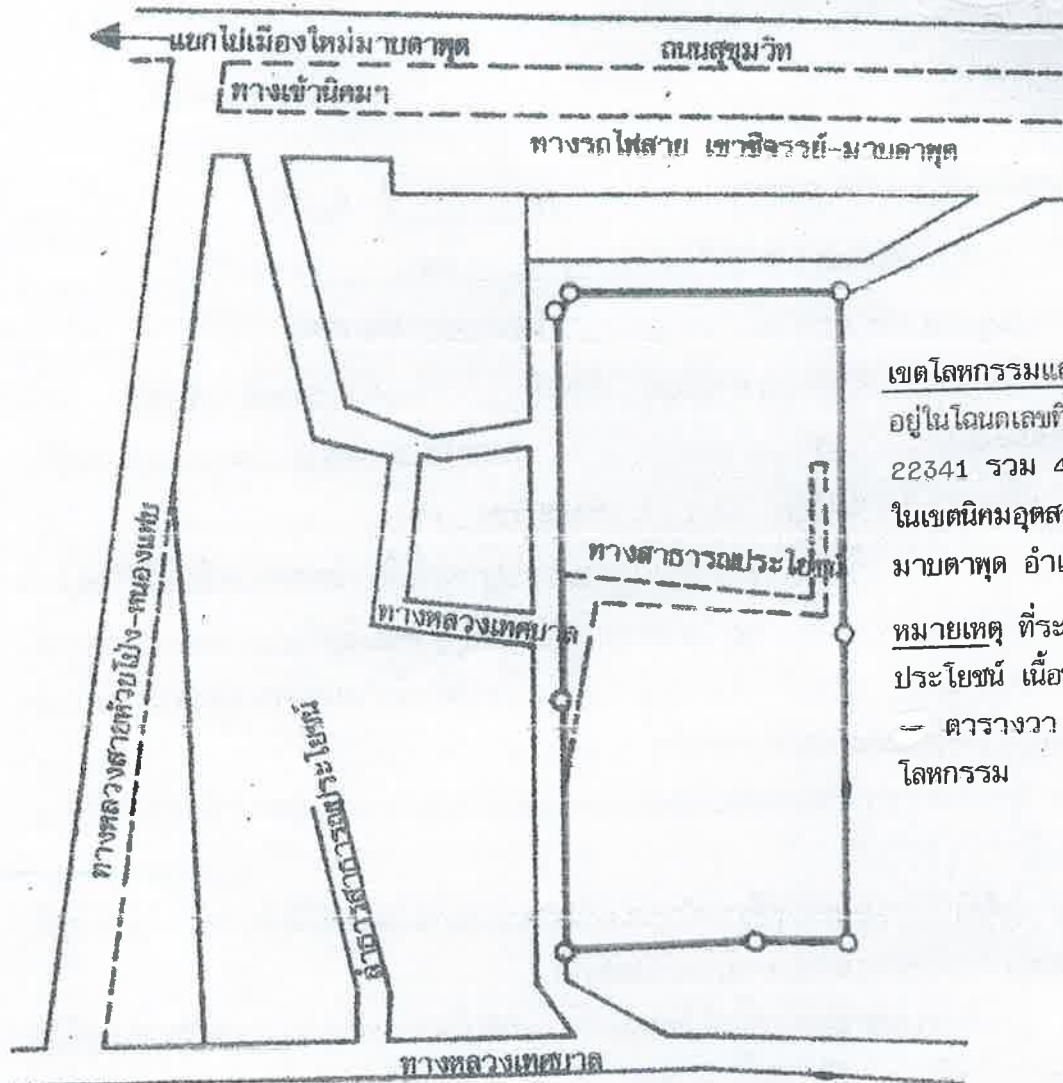 แยกไปเมืองใหม่มาบตาพุด
ถนนสุขุมวิท
ทางเข้านิคมฯ
ทางรถไฟสาย เขาชีจรรย์-มาบตาพุด
เขตโลหกรรมแล
อยู่ในโฉนดเลขที่
22341 รวม 4
ในเขตนิคมอุตสา
มาบตาพุด อำเ
ทางสาธารณประโยชน์
ทางหลวงเทศบาล
หมายเหตุ ที่ระ
ประโยชน์ เนื้อ
— ตารางวา
โลหกรรม
ทางหลวงสายห้วยโป่ง-หนองแฟบ
ลำรางสาธารณประโยชน์
ทางหลวงเทศบาล